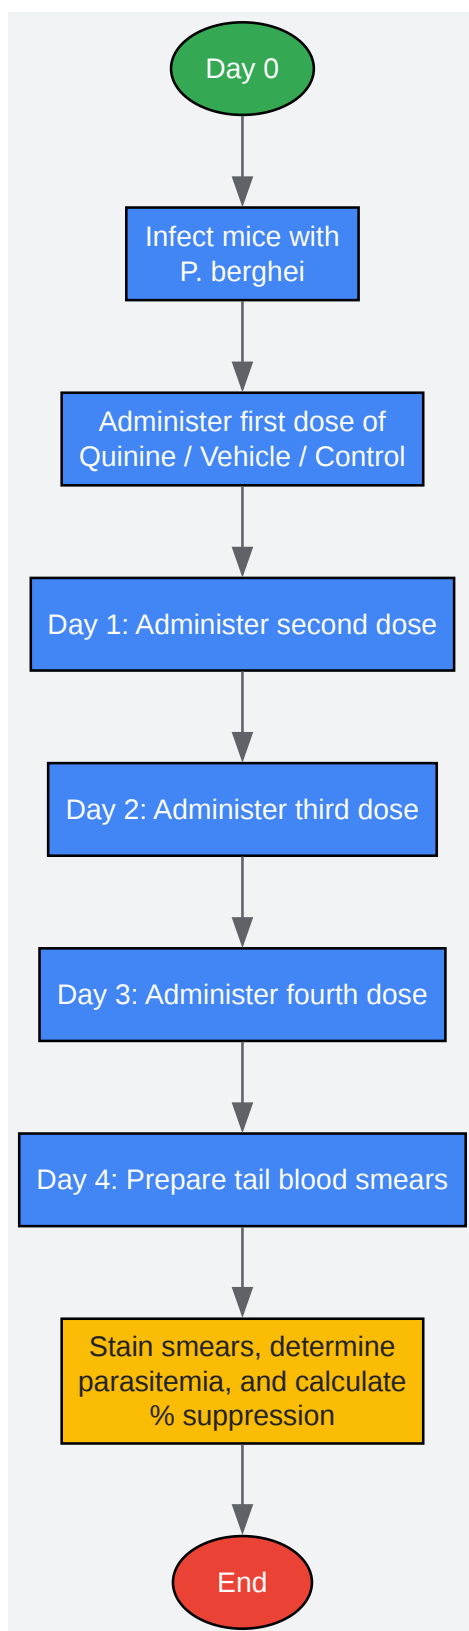 Day 0
Infect mice with
P. berghei
Administer first dose of
Quinine / Vehicle / Control
Day 1: Administer second dose
Day 2: Administer third dose
Day 3: Administer fourth dose
Day 4: Prepare tail blood smears
Stain smears, determine
parasitemia, and calculate
% suppression
End